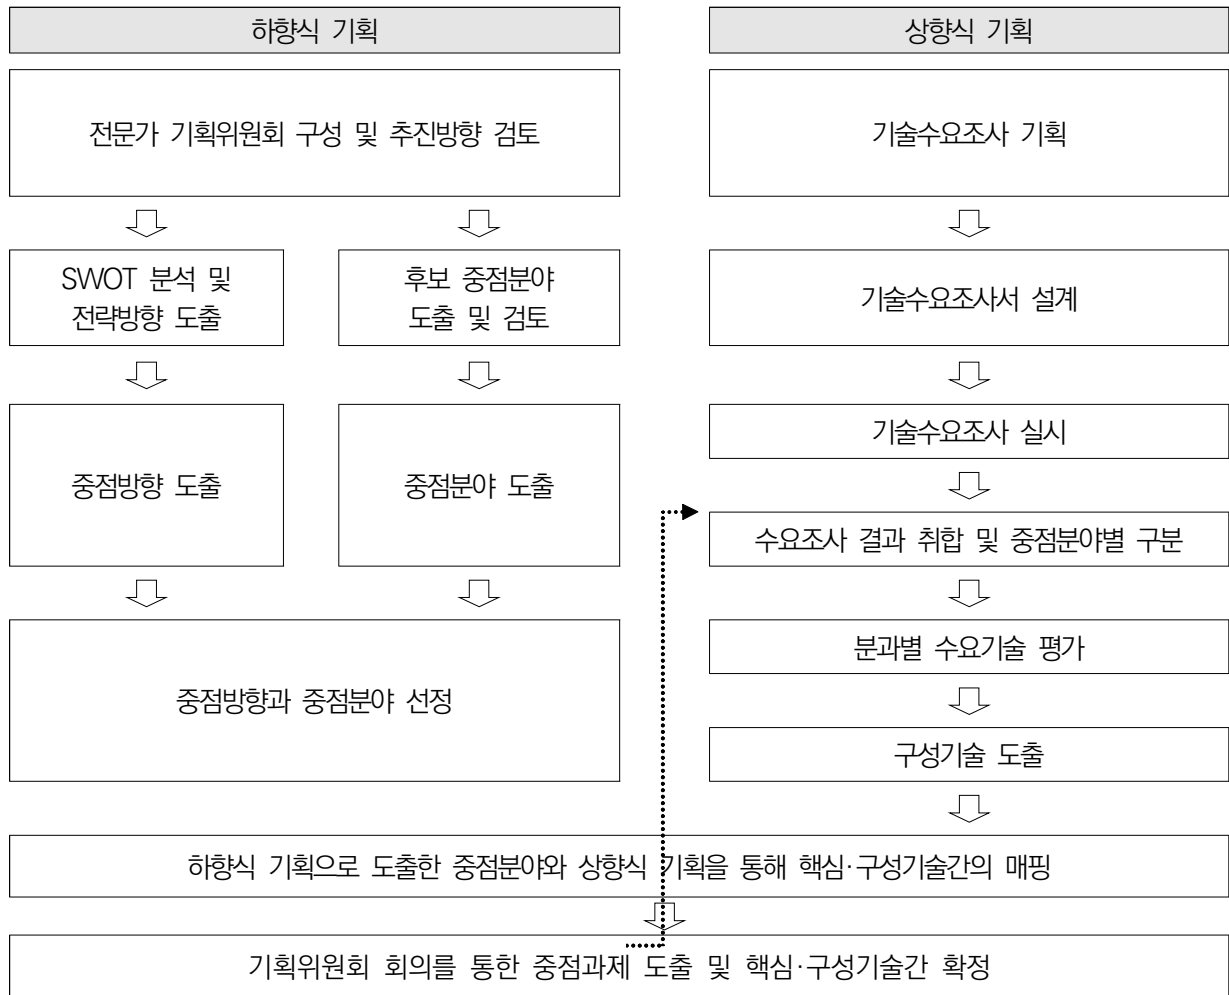 하향식 기획
상향식 기획
전문가 기획위원회 구성 및 추진방향 검토
기술수요조사 기획
SWOT 분석 및
전략방향 도출
후보 중점분야
도출 및 검토
기술수요조사서 설계
중점방향 도출
중점분야 도출
기술수요조사 실시
수요조사 결과 취합 및 중점분야별 구분
중점방향과 중점분야 선정
분과별 수요기술 평가
구성기술 도출
하향식 기획으로 도출한 중점분야와 상향식 기획을 통해 핵심·구성기술간의 매핑
기획위원회 회의를 통한 중점과제 도출 및 핵심·구성기술간 확정